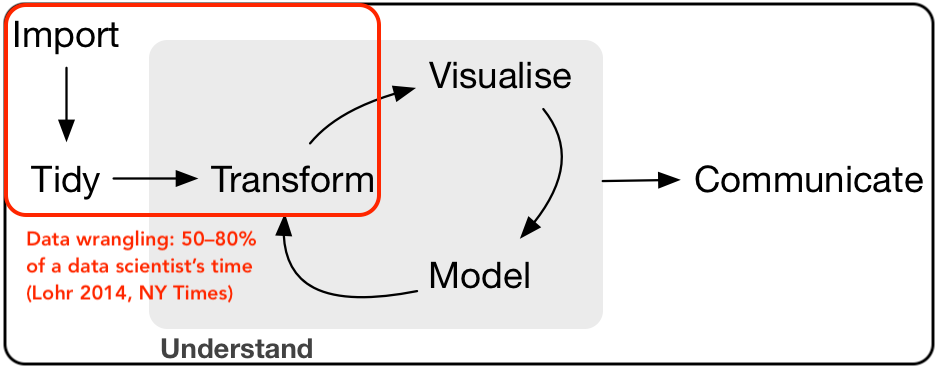 Import
Visualise
Tidy
Transform
Communicate
Data wrangling: 50–80%
of a data scientist's time
(Lohr 2014, NY Times)
Model
Understand